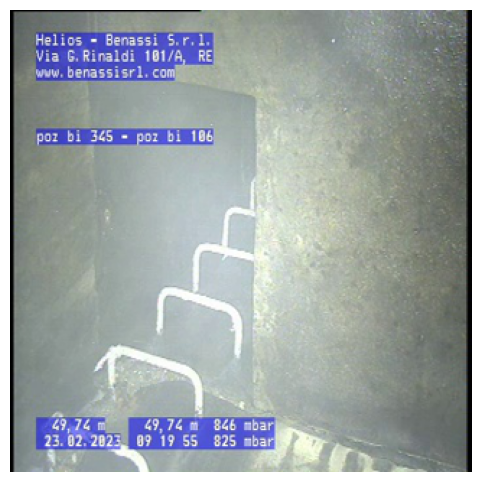 Helios - Benassi S.r.l.
Via G.Rinaldi 101/A, RE
www.benassisrl.com
poz bi 345 - poz bi 106
49,74 m 49,74 m 846 mbar
23.02.2023 09 19 55 825 mbar